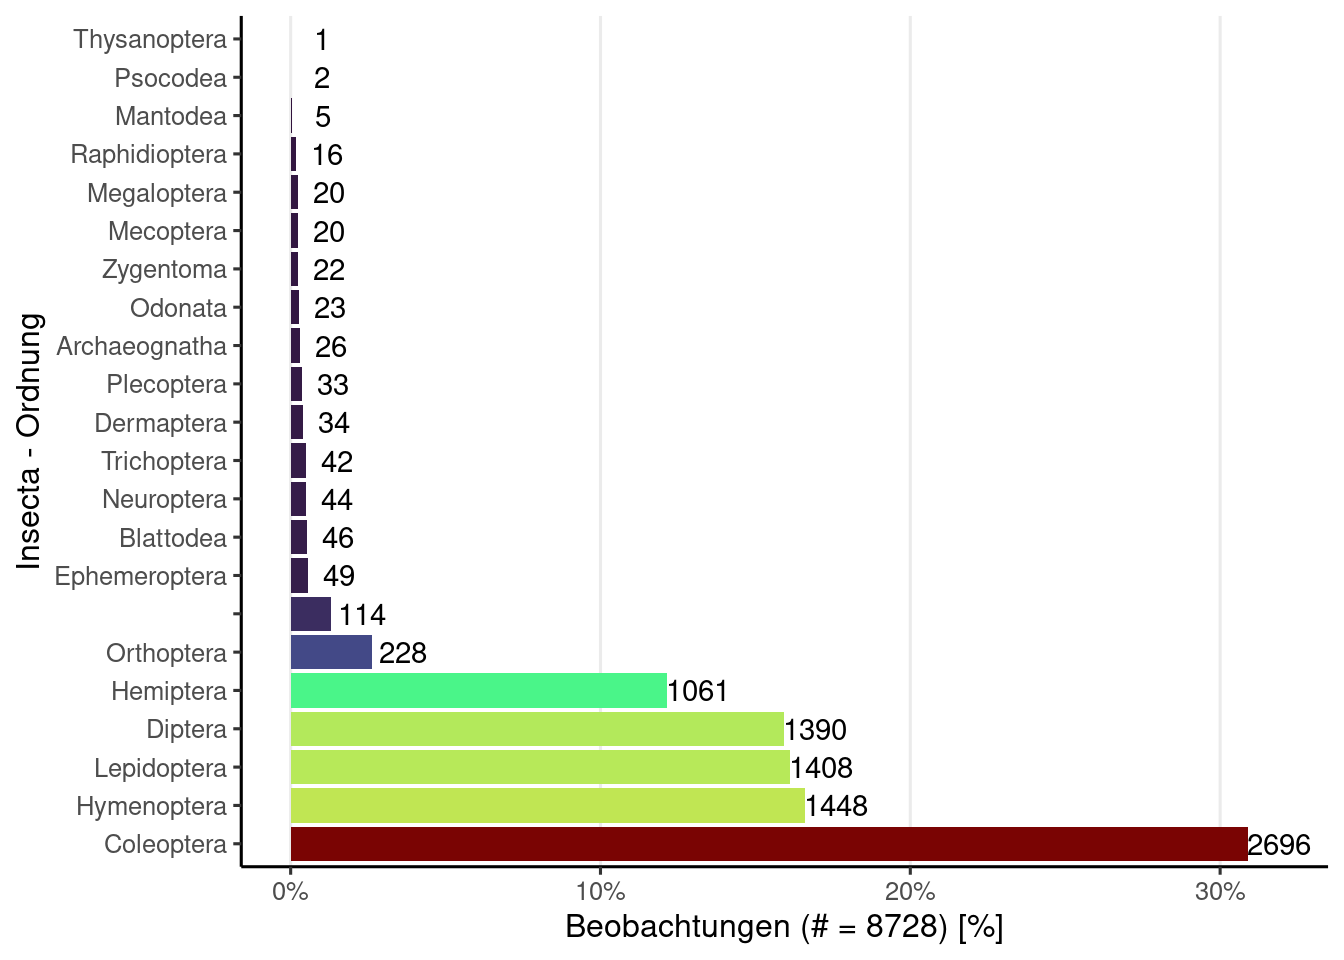 Insecta - Ordnung
Thysanoptera 1
Psocodea 2
Mantodea 5
Raphidioptera 16
Megaloptera 20
Mecoptera 20
Zygentoma 22
Odonata 23
Archaeognatha 26
Plecoptera 33
Dermaptera 34
Trichoptera 42
Neuroptera 44
Blattodea 46
Ephemeroptera 49
114
Orthoptera 228
Hemiptera 1061
Diptera 1390
Lepidoptera 1408
Hymenoptera 1448
Coleoptera 2696
0% 10% 20% 30%
Beobachtungen (# = 8728) [%]